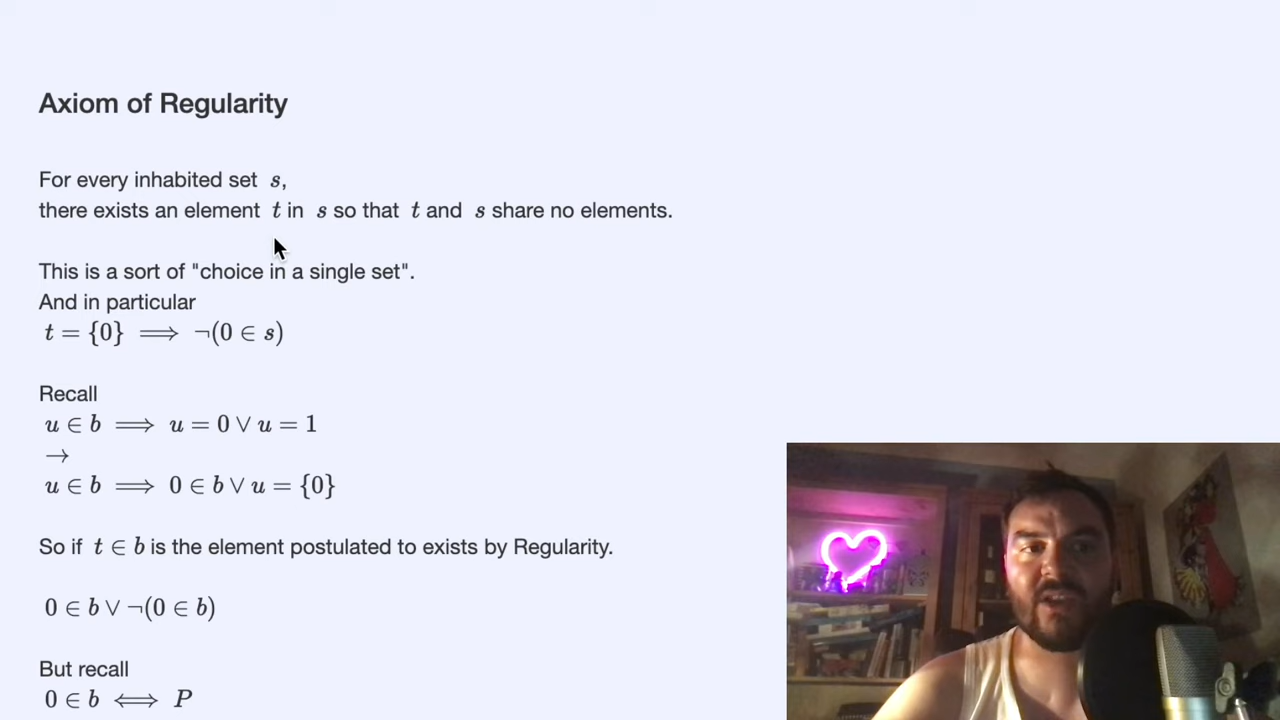 Axiom of Regularity
For every inhabited set s,
there exists an element t in s so that t and s share no elements.
This is a sort of "choice in a single set".
And in particular
t = {0} ⟹ ¬(0 ∈ s)
Recall
u ∈ b ⟹ u = 0 ∨ u = 1
→
u ∈ b ⟹ 0 ∈ b ∨ u = {0}
So if t ∈ b is the element postulated to exists by Regularity.
0 ∈ b ∨ ¬(0 ∈ b)
But recall
0 ∈ b ⟺ P